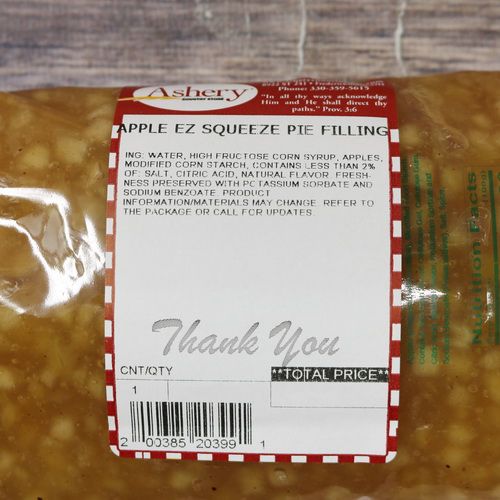 Ashery
COUNTRY STORE
Phone: 330-359-5615
"In all thy ways acknowledge
Him and He shall direct thy
paths." Prov. 3:6
APPLE EZ SQUEEZE PIE FILLING
ING: WATER, HIGH FRUCTOSE CORN SYRUP, APPLES,
MODIFIED CORN STARCH, CONTAINS LESS THAN 2%
OF: SALT, CITRIC ACID, NATURAL FLAVOR. FRESH-
NESS PRESERVED WITH POTASSIUM SORBATE AND
SODIUM BENZOATE. PRODUCT
INFORMATION/MATERIALS MAY CHANGE. REFER TO
THE PACKAGE OR CALL FOR UPDATES.
Thank You
CNT/QTY
**TOTAL PRICE**
1
2 00385 20399 1
Nutrition Facts